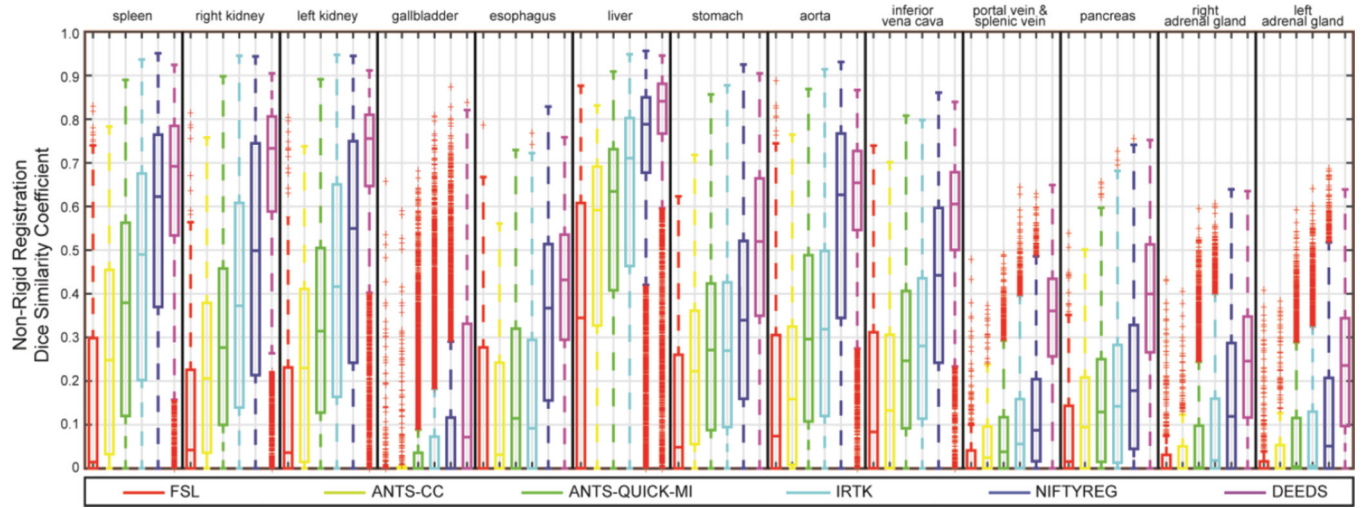 spleen right kidney left kidney gallbladder esophagus liver stomach aorta inferior vena cava portal vein & splenic vein pancreas right adrenal gland left adrenal gland
Non-Rigid Registration
Dice Similarity Coefficient
1.0
0.9
0.8
0.7
0.6
0.5
0.4
0.3
0.2
0.1
0
FSL ANTS-CC ANTS-QUICK-MI IRTK NIFTYREG DEEDS